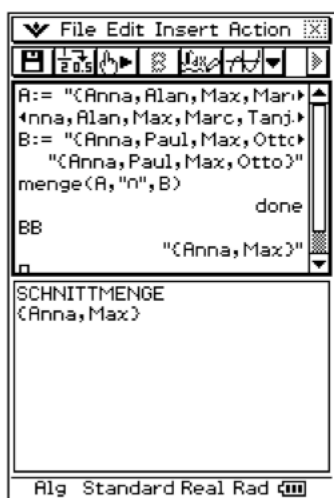 File Edit Insert Action
A:= "(Anna,Alan,Max,Mar
nna,Alan,Max,Marc,Tanj.
B:= "(Anna,Paul,Max,Otto
"(Anna,Paul,Max,Otto)"
menge(A,"∩",B)
done
BB
"(Anna,Max)"
SCHNITTMENGE
(Anna,Max)
Alg Standard Real Rad